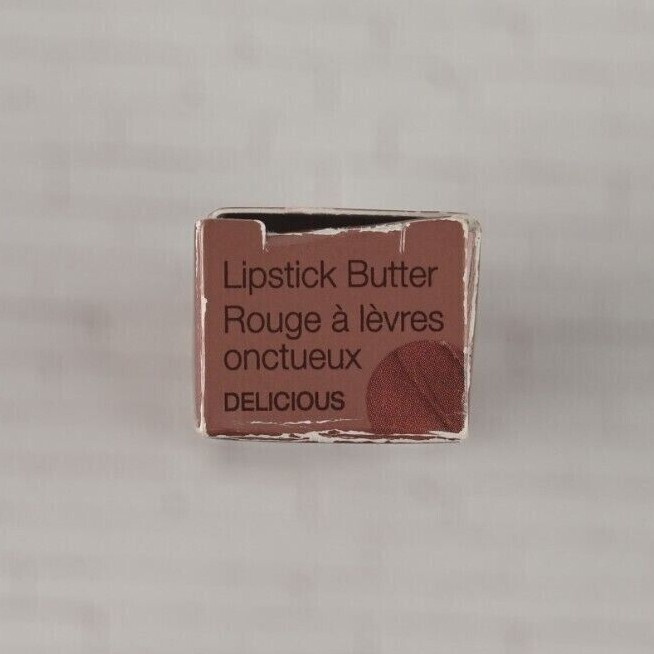 Lipstick Butter
Rouge à lèvres
onctueux
DELICIOUS